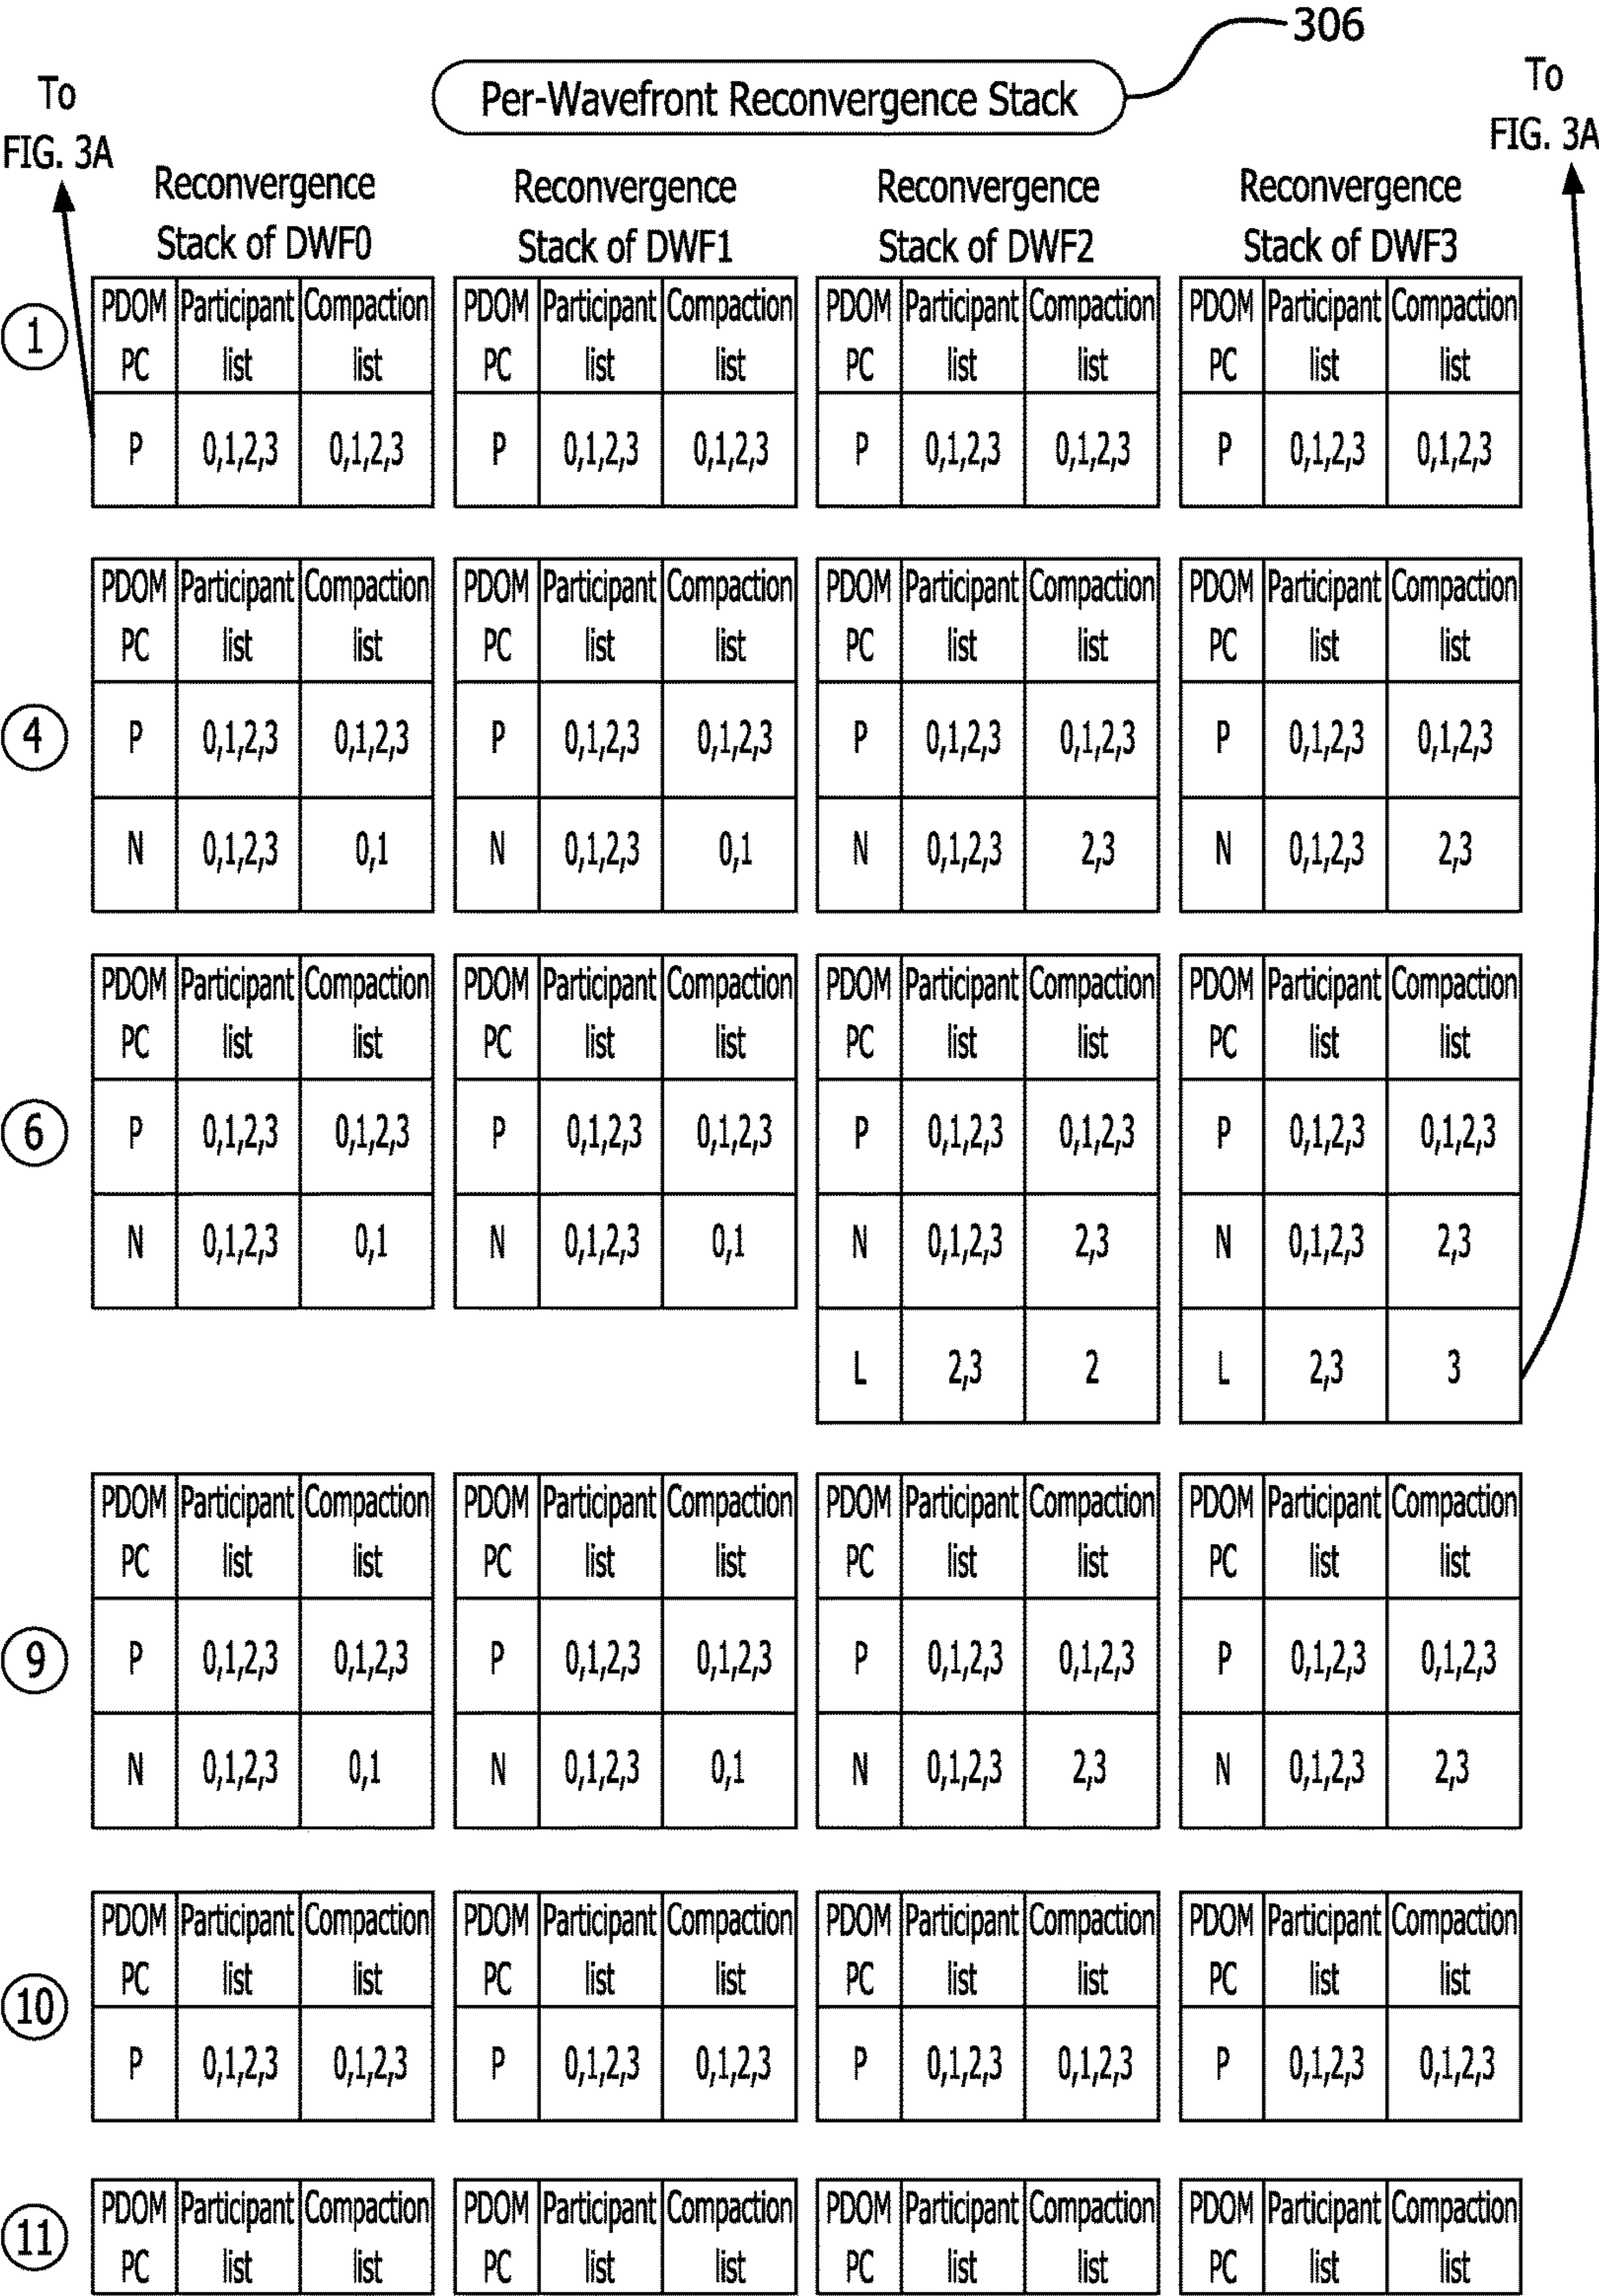 306
Per-Wavefront Reconvergence Stack
To
FIG. 3A
To
FIG. 3A
Reconvergence
Stack of DWF0
Reconvergence
Stack of DWF1
Reconvergence
Stack of DWF2
Reconvergence
Stack of DWF3
1
PDOM Participant Compaction PDOM Participant Compaction PDOM Participant Compaction PDOM Participant Compaction
PC list list PC list list PC list list PC list list
P 0,1,2,3 0,1,2,3 P 0,1,2,3 0,1,2,3 P 0,1,2,3 0,1,2,3 P 0,1,2,3 0,1,2,3
4
PDOM Participant Compaction PDOM Participant Compaction PDOM Participant Compaction PDOM Participant Compaction
PC list list PC list list PC list list PC list list
P 0,1,2,3 0,1,2,3 P 0,1,2,3 0,1,2,3 P 0,1,2,3 0,1,2,3 P 0,1,2,3 0,1,2,3
N 0,1,2,3 0,1 N 0,1,2,3 0,1 N 0,1,2,3 2,3 N 0,1,2,3 2,3
6
PDOM Participant Compaction PDOM Participant Compaction PDOM Participant Compaction PDOM Participant Compaction
PC list list PC list list PC list list PC list list
P 0,1,2,3 0,1,2,3 P 0,1,2,3 0,1,2,3 P 0,1,2,3 0,1,2,3 P 0,1,2,3 0,1,2,3
N 0,1,2,3 0,1 N 0,1,2,3 0,1 N 0,1,2,3 2,3 N 0,1,2,3 2,3
L 2,3 2 L 2,3 3
9
PDOM Participant Compaction PDOM Participant Compaction PDOM Participant Compaction PDOM Participant Compaction
PC list list PC list list PC list list PC list list
P 0,1,2,3 0,1,2,3 P 0,1,2,3 0,1,2,3 P 0,1,2,3 0,1,2,3 P 0,1,2,3 0,1,2,3
N 0,1,2,3 0,1 N 0,1,2,3 0,1 N 0,1,2,3 2,3 N 0,1,2,3 2,3
10
PDOM Participant Compaction PDOM Participant Compaction PDOM Participant Compaction PDOM Participant Compaction
PC list list PC list list PC list list PC list list
P 0,1,2,3 0,1,2,3 P 0,1,2,3 0,1,2,3 P 0,1,2,3 0,1,2,3 P 0,1,2,3 0,1,2,3
11
PDOM Participant Compaction PDOM Participant Compaction PDOM Participant Compaction PDOM Participant Compaction
PC list list PC list list PC list list PC list list